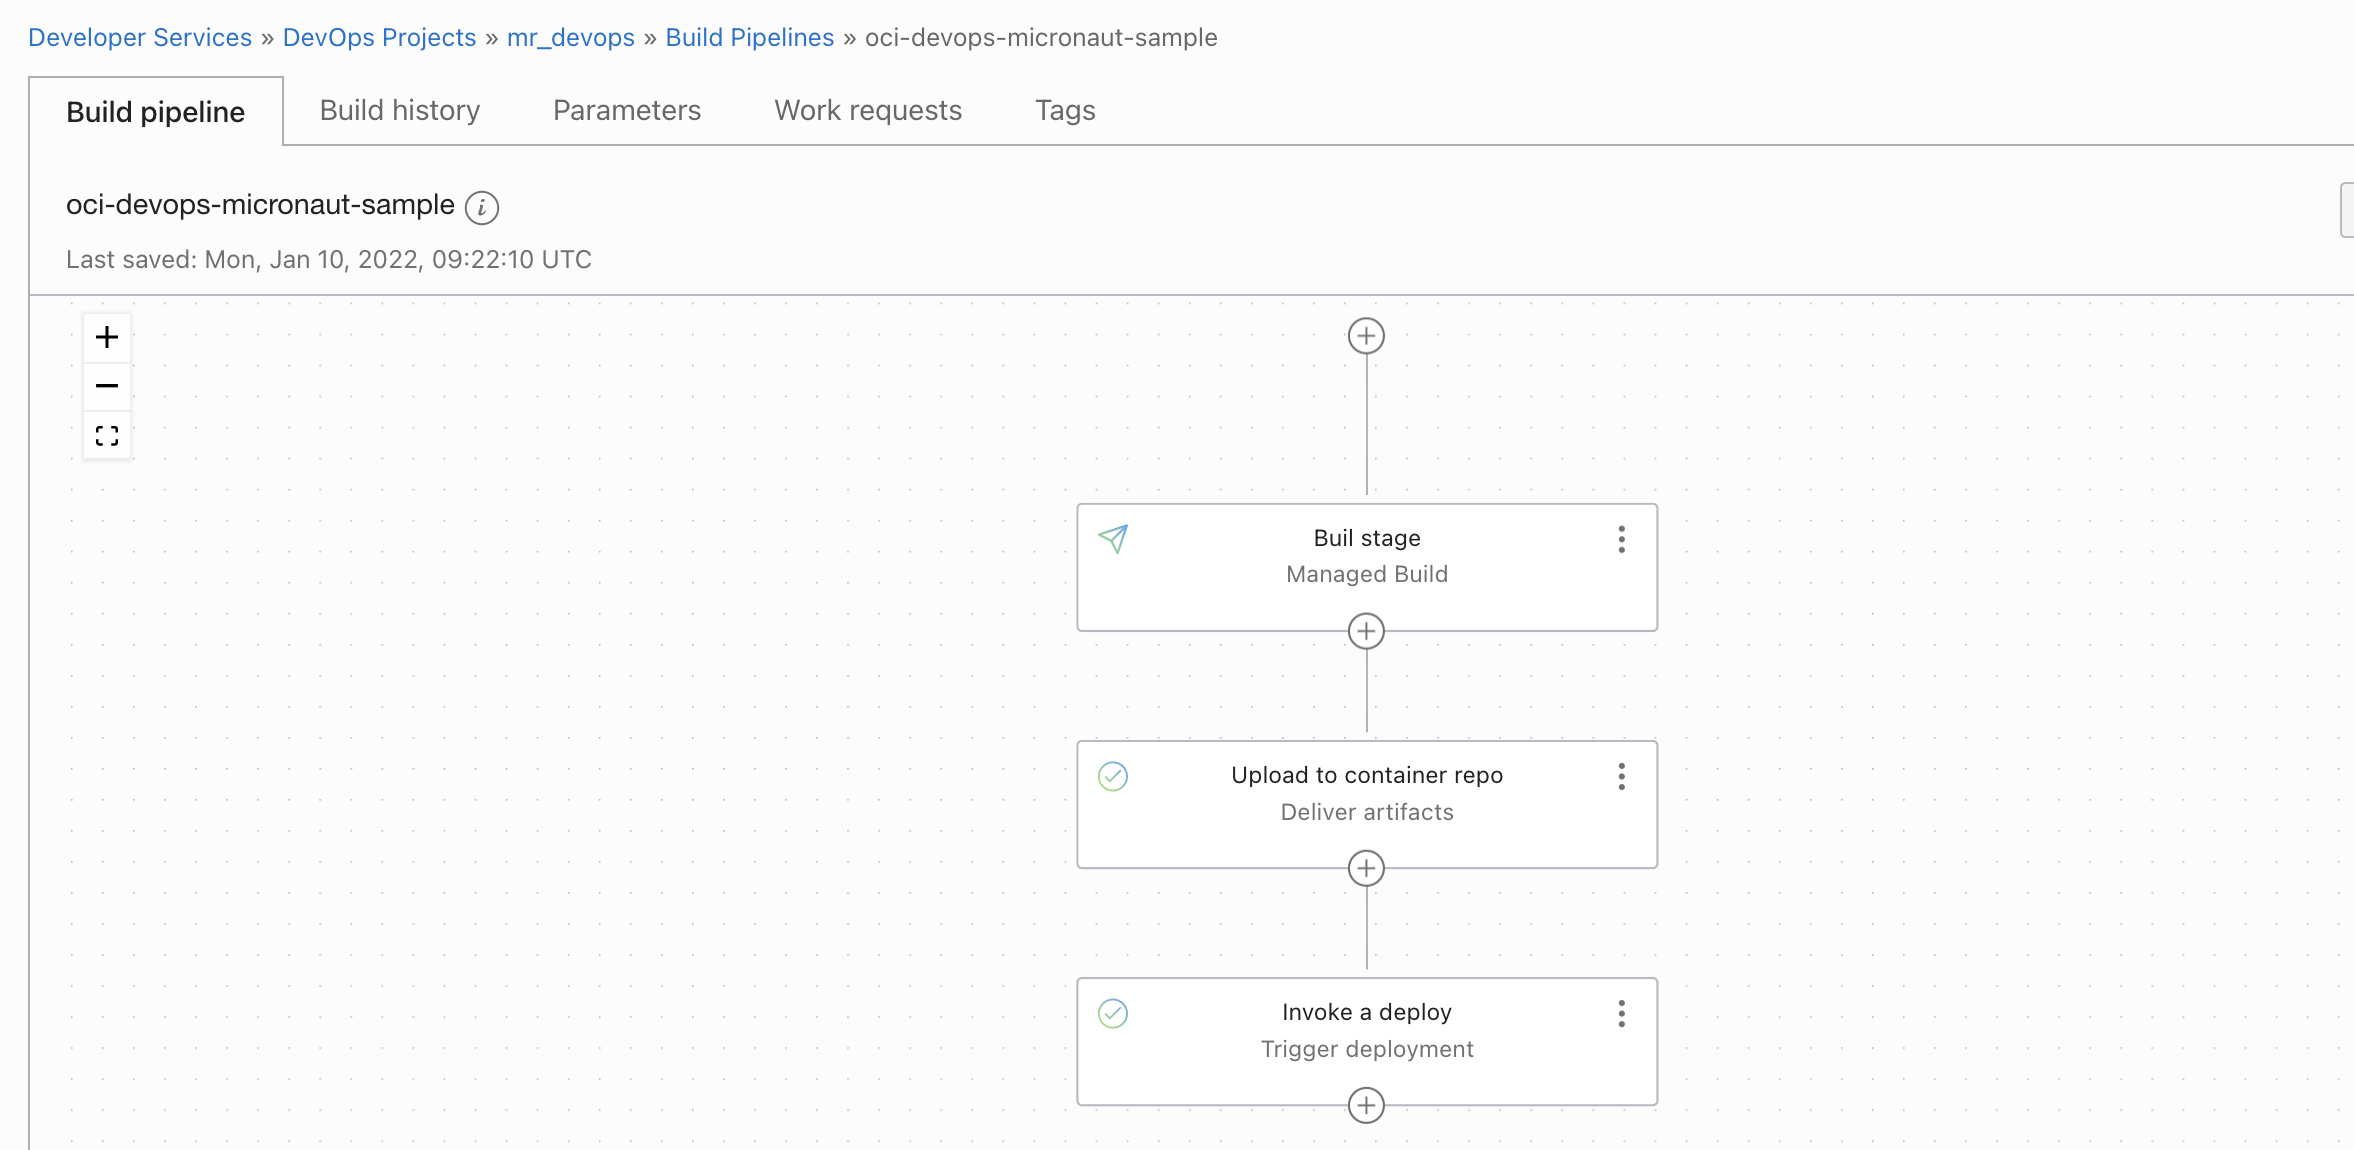 Developer Services » DevOps Projects » mr_devops » Build Pipelines » oci-devops-micronaut-sample
Build pipeline Build history Parameters Work requests Tags
oci-devops-micronaut-sample i
Last saved: Mon, Jan 10, 2022, 09:22:10 UTC
Buil stage
Managed Build
Upload to container repo
Deliver artifacts
Invoke a deploy
Trigger deployment